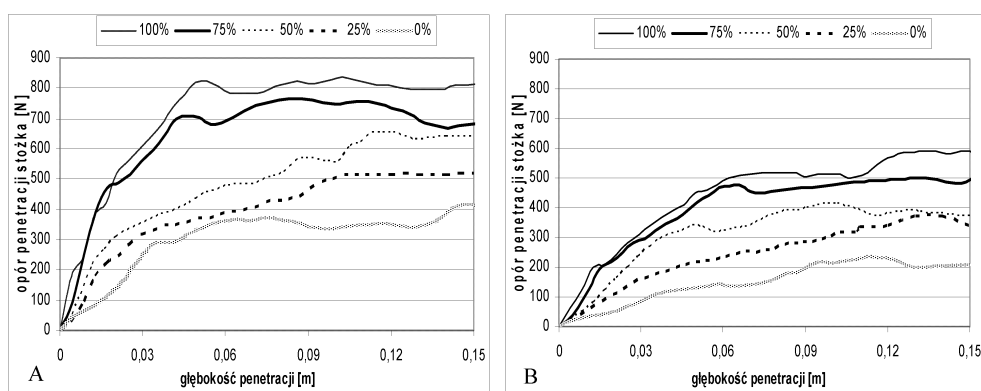 100% 75% 50% 25% 0%
opór penetracji stożka [N]
900
800
700
600
500
400
300
200
100
0
0 0,03 0,06 0,09 0,12 0,15
A
głębokość penetracji [m]
100% 75% 50% 25% 0%
opór penetracji stożka [N]
900
800
700
600
500
400
300
200
100
0
0 0,03 0,06 0,09 0,12 0,15
B
głębokość penetracji [m]